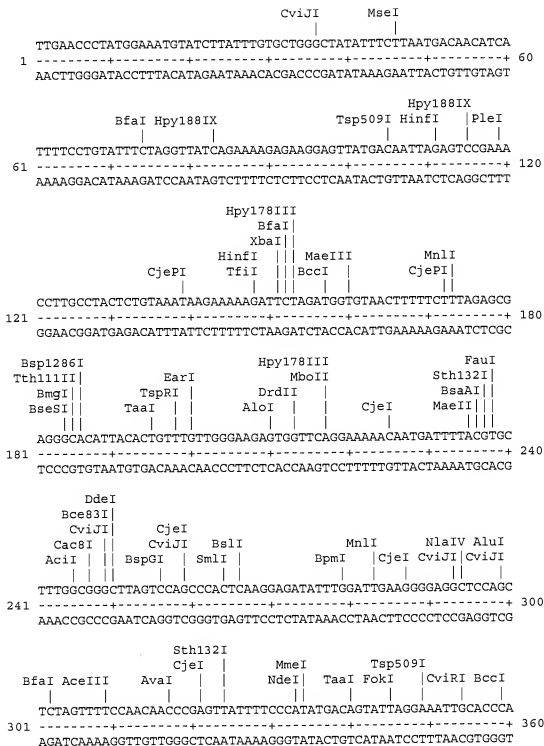 CviJI MseI
TTGAACCCTATGGAAATGTATCTTATTTGTGCTGGGCTATATTTCTTAATGACAACATCA
1 ---------+---------+---------+---------+---------+---------+ 60
AACTTGGGATACCTTTACATAGAATAAACACGACCCGATATAAAGAATTACTGTTGTAGT
Hpy188IX
BfaI Hpy188IX Tsp509I HinfI PleI
TTTTCCTGTATTTCTAGGTTATCAGAAAAGAGAAGGAGTTATGACAATTAGAGTCCGAAA
61 ---------+---------+---------+---------+---------+---------+ 120
AAAAGGACATAAAGATCCAATAGTCTTTTCTCTTCCTCAATACTGTTAATCTCAGGCTTT
Hpy178III
BfaI
XbaI
HinfI MaeIII MnlI
CjePI TfiI BccI CjePI
CCTTGCCTACTCTGTAAATAAGAAAAAGATTCTAGATGGTGTAACTTTTTCTTTAGAGCG
121 ---------+---------+---------+---------+---------+---------+ 180
GGAACGGATGAGACATTTATTCTTTTTCTAAGATCTACCACATTGAAAAAGAAATCTCGC
Bsp1286I Hpy178III FauI
Tth111II EarI MboII Sth132I
BmgI TspRI DrdII BsaAI
BseSI TaaI AloI CjeI MaeII
AGGGCACATTACACTGTTTGTTGGGAAGAGTGGTTCAGGAAAAACAATGATTTTACGTGC
181 ---------+---------+---------+---------+---------+---------+ 240
TCCCGTGTAATGTGACAAACAACCCTTCTCACCAAGTCCTTTTTGTTACTAAAATGCACG
DdeI
Bce83I
CviJI CjeI
Cac8I CviJI BslI MnlI NlaIV AluI
AciI BspGI SmlI BpmI CjeI CviJI CviJI
TTTGGCGGGCTTAGTCCAGCCCACTCAAGGAGATATTTGGATTGAAGGGGAGGCTCCAGC
241 ---------+---------+---------+---------+---------+---------+ 300
AAACCGCCCGAATCAGGTCGGGTGAGTTCCTCTATAAACCTAACTTCCCCTCCGAGGTCG
Sth132I
CjeI MmeI Tsp509I
BfaI AceIII AvaI NdeI TaaI FokI CviRI BccI
TCTAGTTTTCCAACAACCCGAGTTATTTTCCCATATGACAGTATTAGGAAATTGCACCCA
301 ---------+---------+---------+---------+---------+---------+ 360
AGATCAAAAGGTTGTTGGGCTCAATAAAAGGGTATACTGTCATAATCCTTTAACGTGGGT